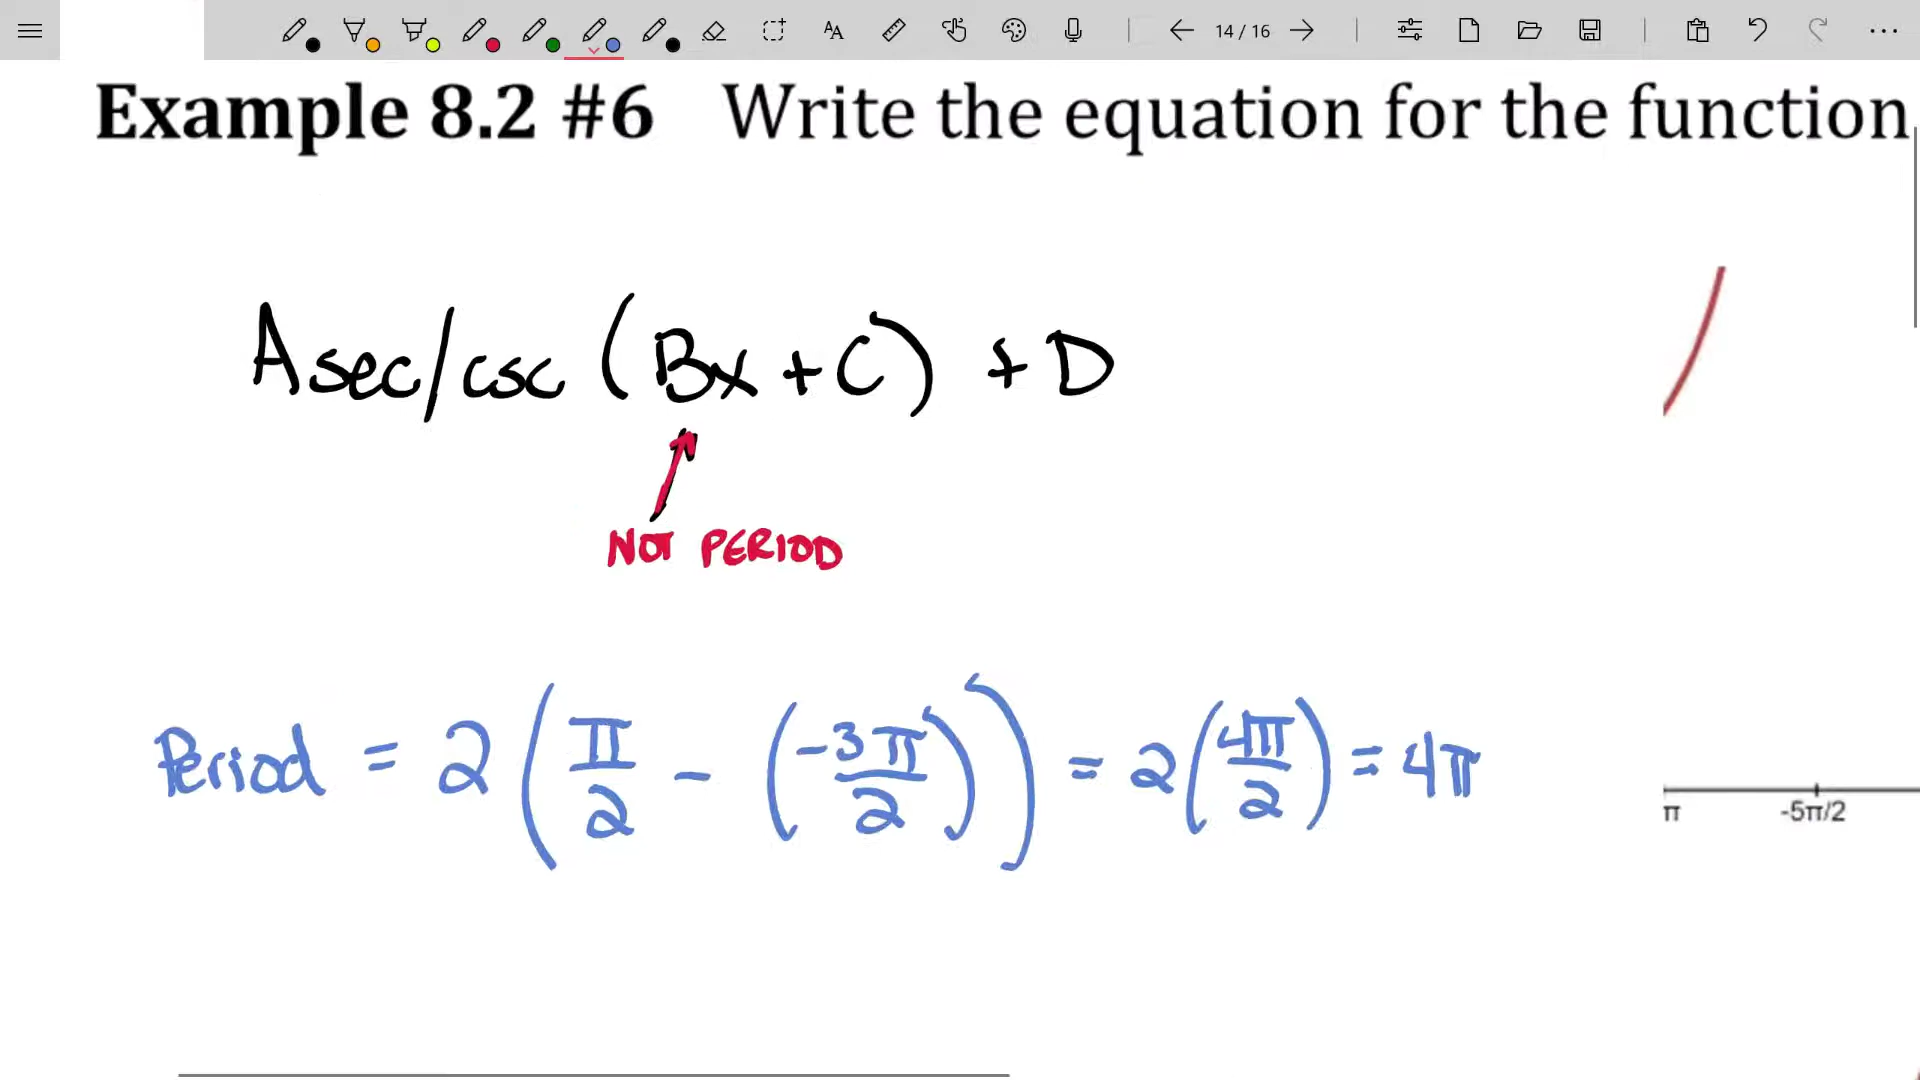 14 / 16
Example 8.2 #6 Write the equation for the function
A sec/csc (Bx + C) + D
NOT PERIOD
Period = 2 (π/2 - (-3π/2)) = 2 (4π/2) = 4π
π -5π/2